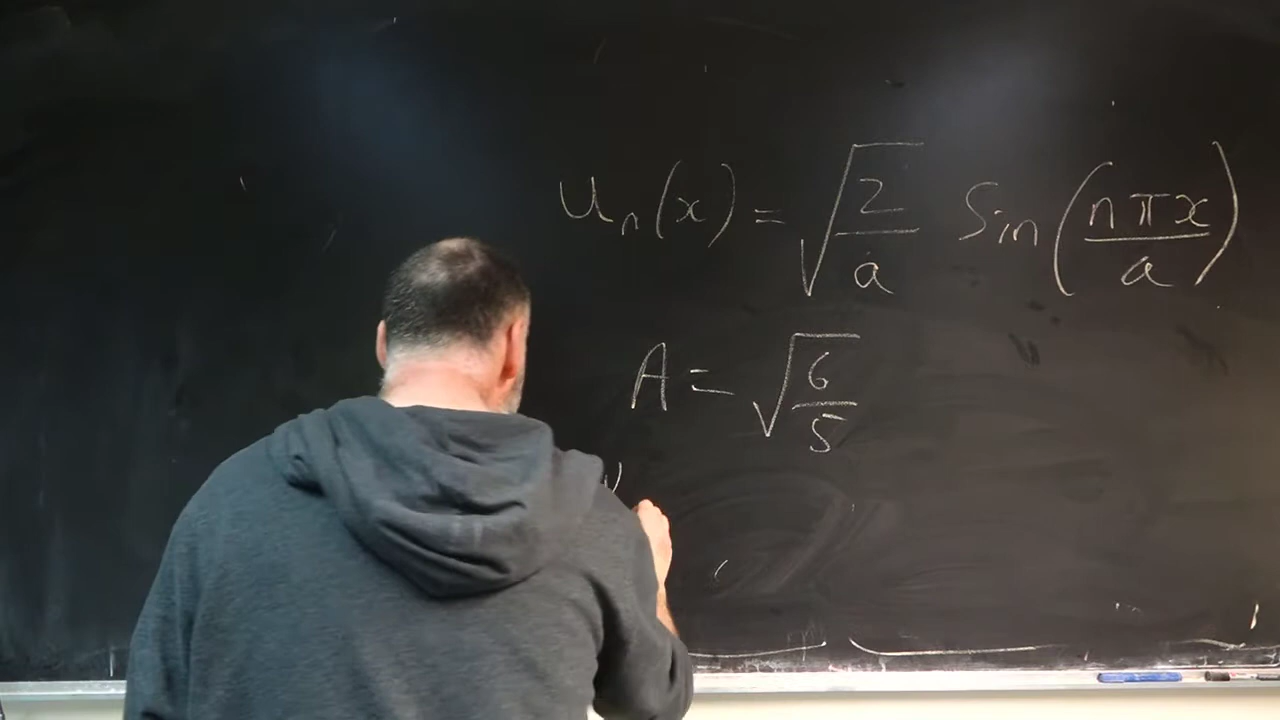 uₙ(x) = √(2/a) Sin(nπx/a)
A = √(6/5)